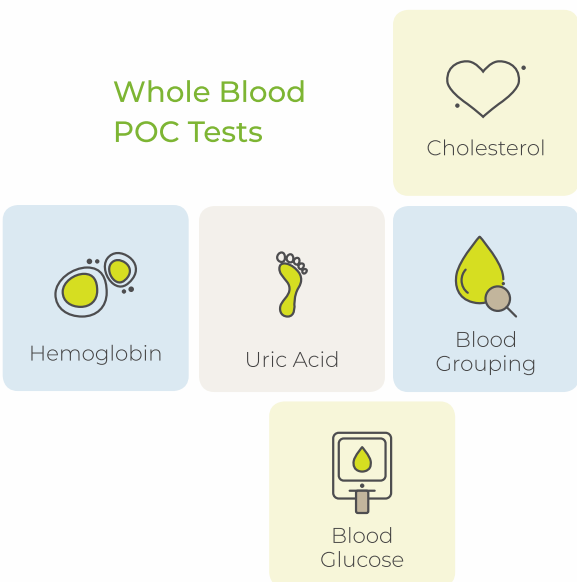 Whole Blood
POC Tests
Cholesterol
Hemoglobin
Uric Acid
Blood
Grouping
Blood
Glucose